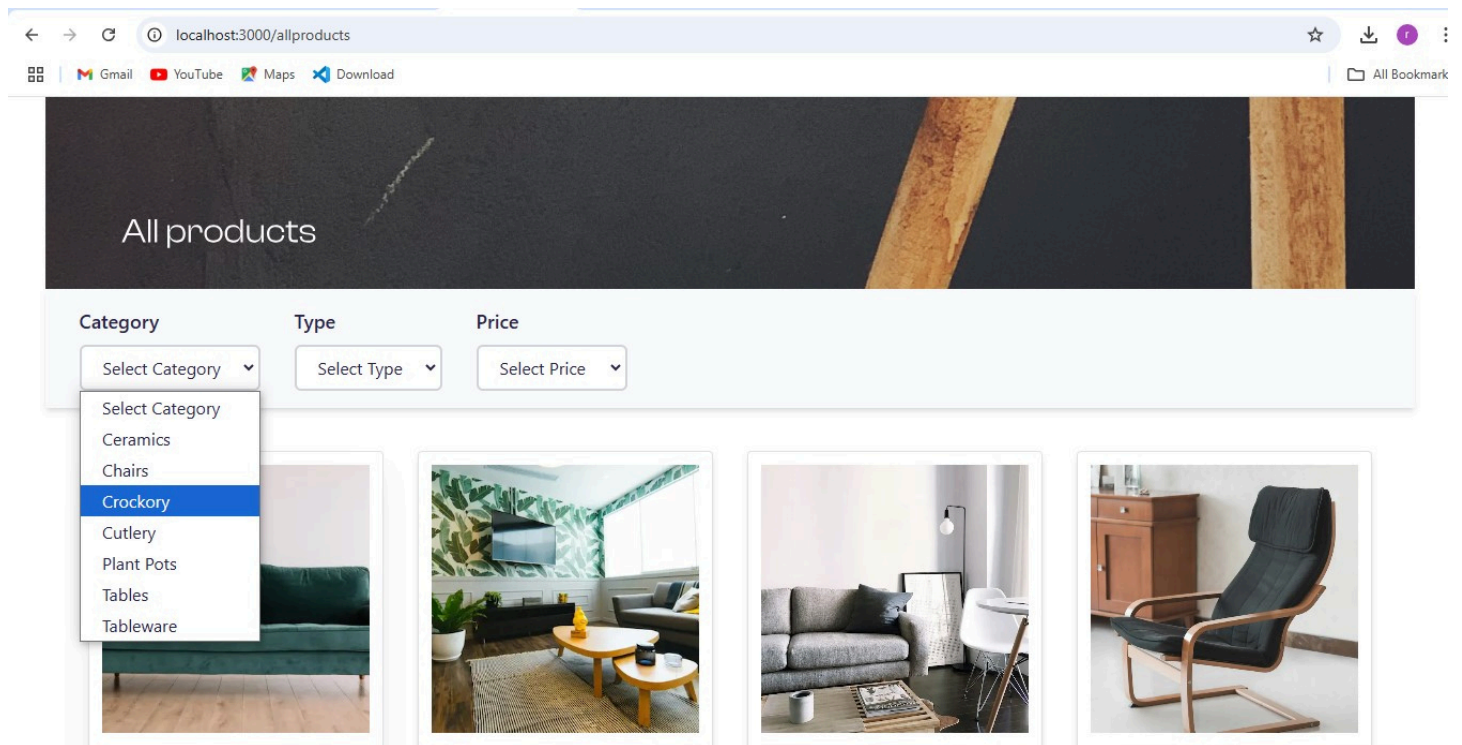 localhost:3000/allproducts
r
Gmail YouTube Maps Download All Bookmark
All products
Category Type Price
Select Category Select Type Select Price
Select Category
Ceramics
Chairs
Crockory
Cutlery
Plant Pots
Tables
Tableware